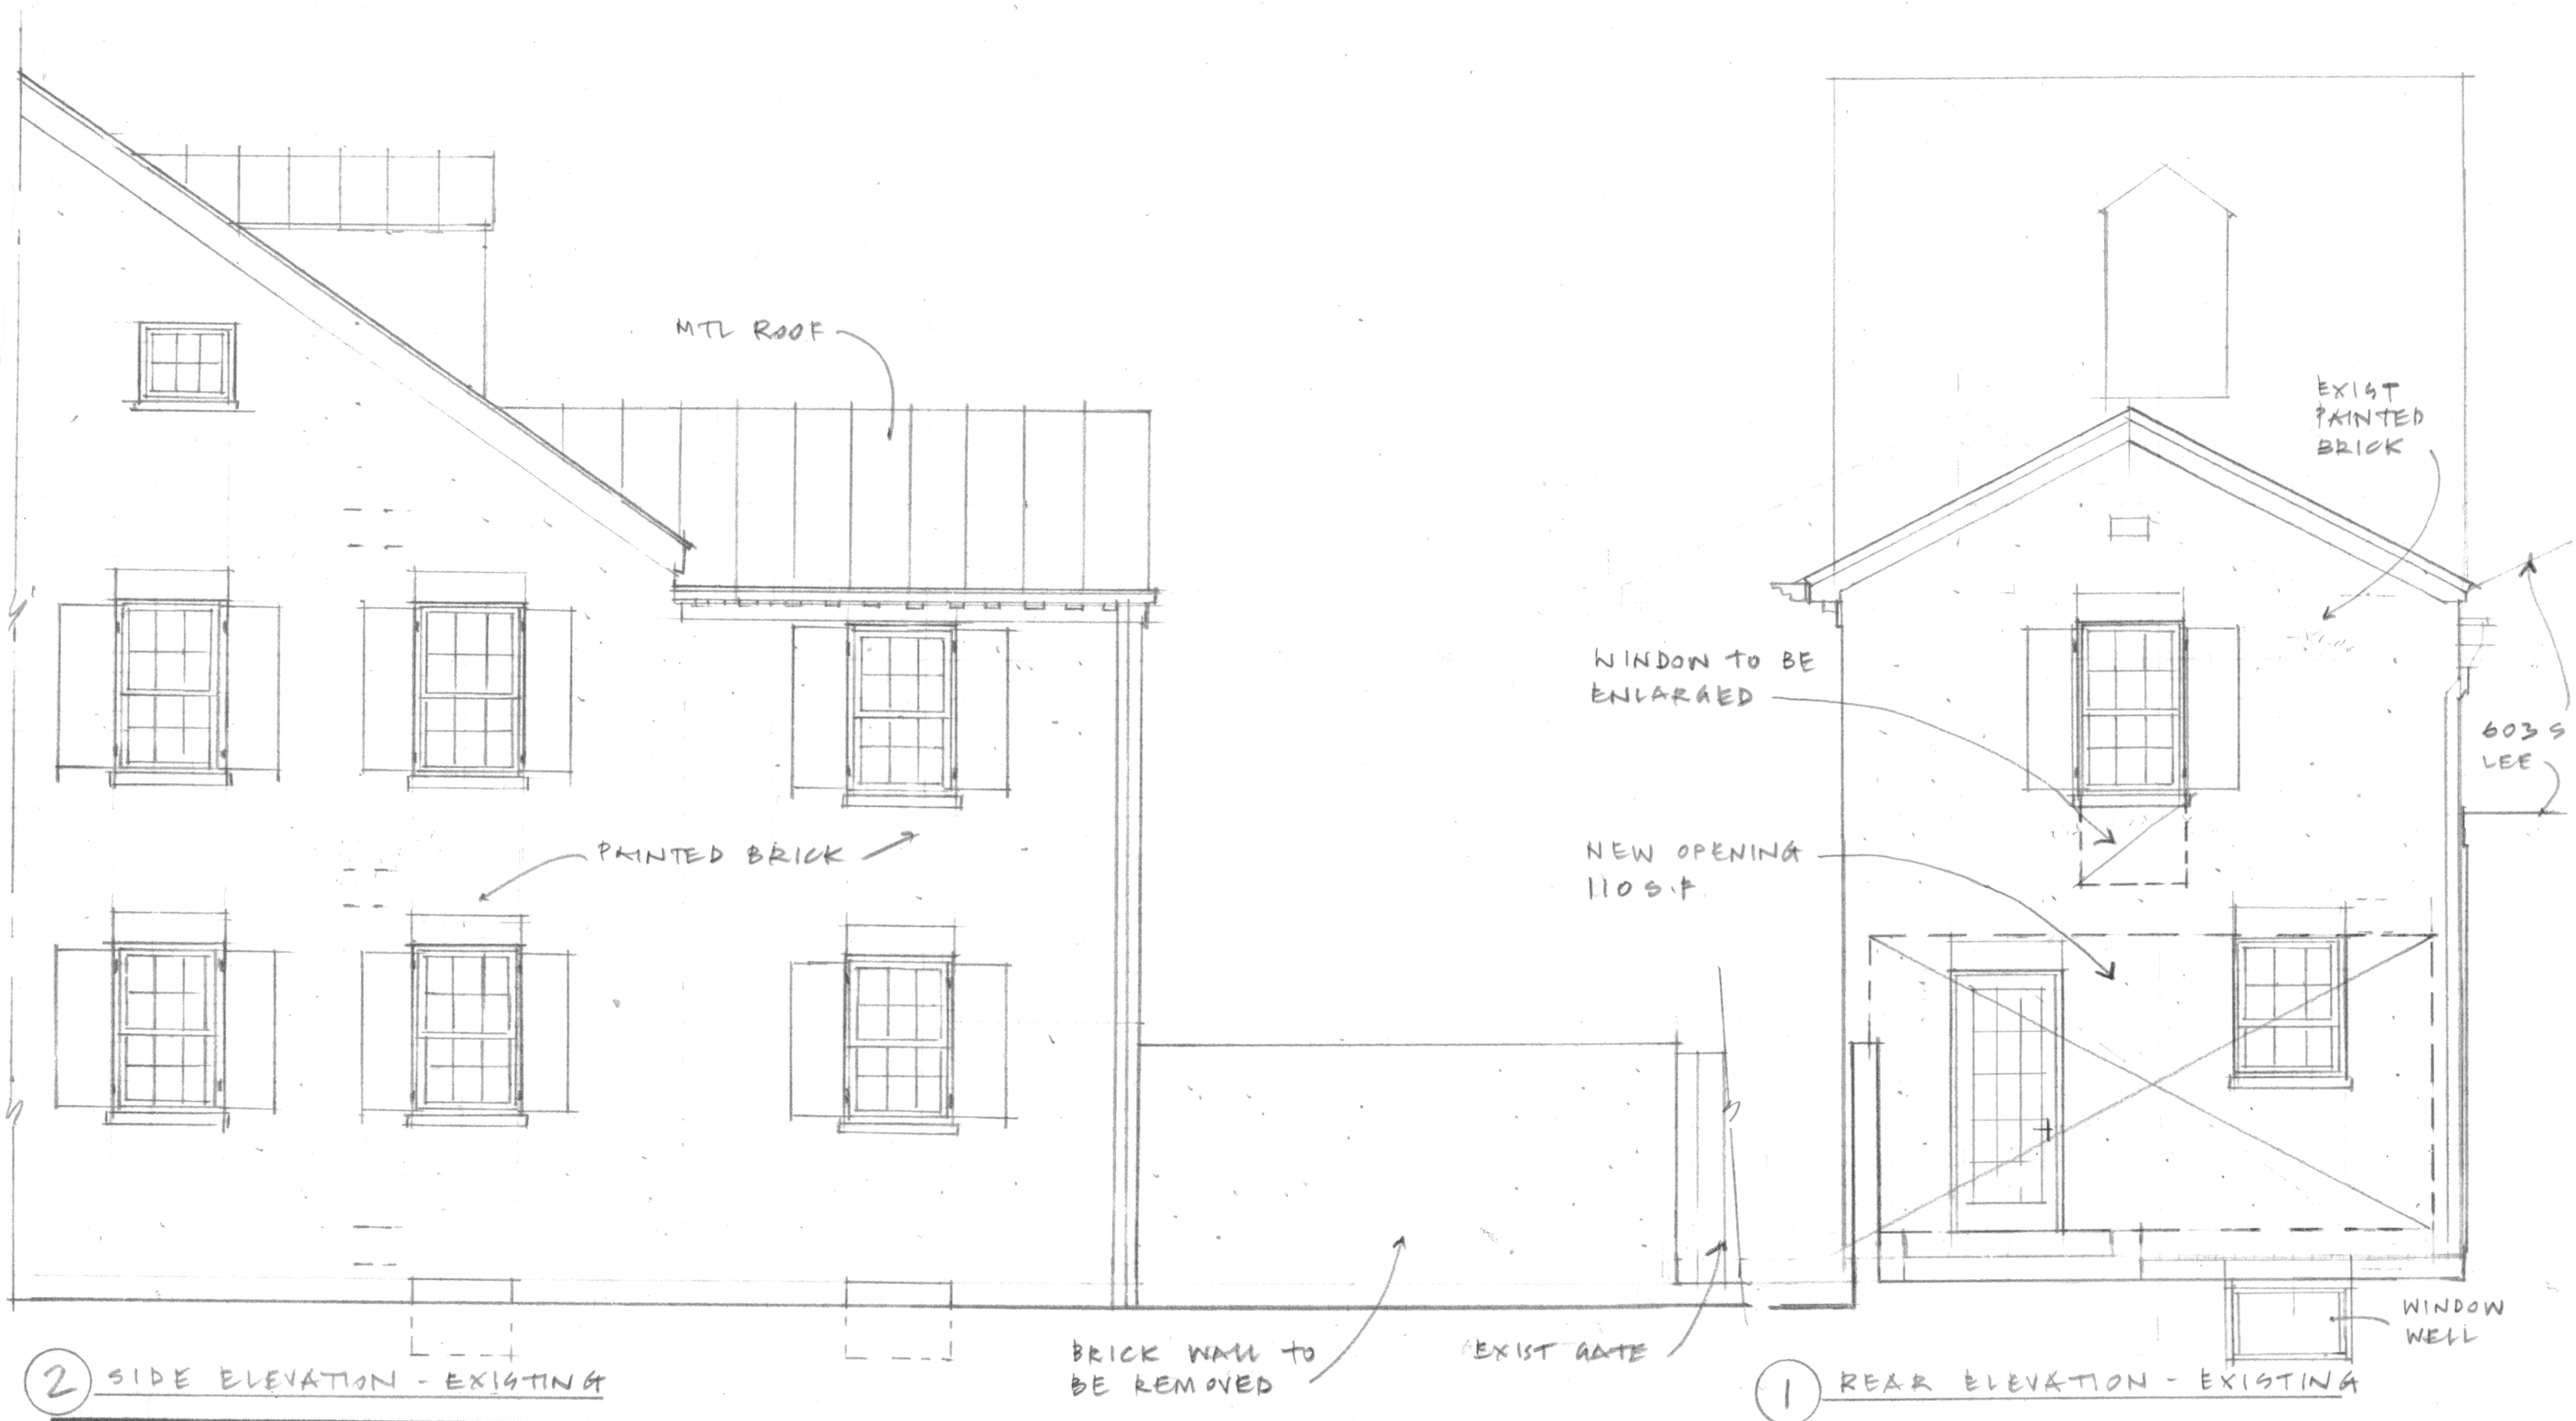 MTL ROOF
EXIST
PAINTED
BRICK
WINDOW TO BE
ENLARGED
603 S
LEE
PAINTED BRICK
NEW OPENING
110 S.F.
BRICK WALL TO
BE REMOVED
EXIST GATE
WINDOW
WELL
2 SIDE ELEVATION - EXISTING
1 REAR ELEVATION - EXISTING